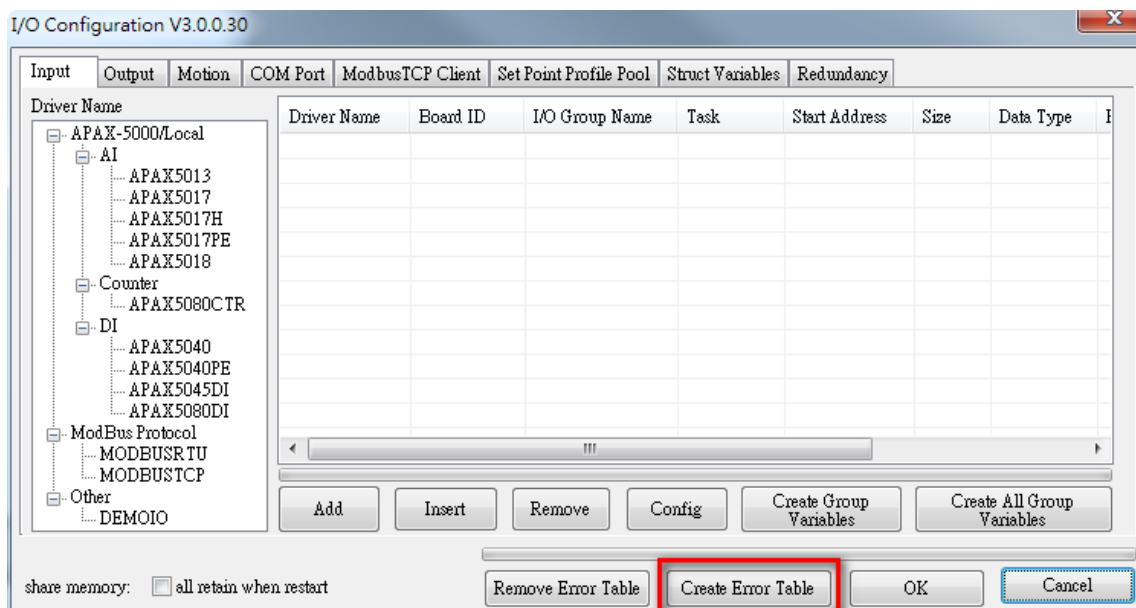 I/O Configuration V3.0.0.30
Input Output Motion COM Port ModbusTCP Client Set Point Profile Pool Struct Variables Redundancy
Driver Name
APAX-5000/Local
AI
APAX5013
APAX5017
APAX5017H
APAX5017PE
APAX5018
Counter
APAX5080CTR
DI
APAX5040
APAX5040PE
APAX5045DI
APAX5080DI
ModBus Protocol
MODBUSRTU
MODBUSTCP
Other
DEMOIO
Driver Name Board ID I/O Group Name Task Start Address Size Data Type
Add Insert Remove Config Create Group Variables Create All Group Variables
share memory: all retain when restart Remove Error Table Create Error Table OK Cancel